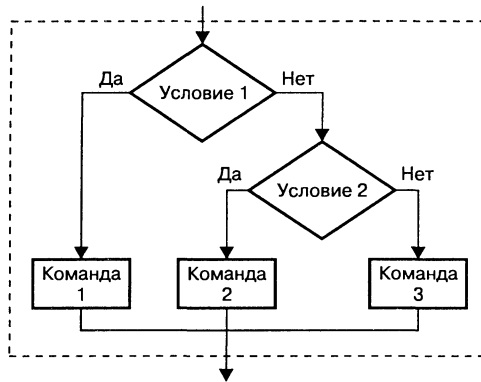 Да
Условие 1
Нет
Да
Условие 2
Нет
Команда
1
Команда
2
Команда
3